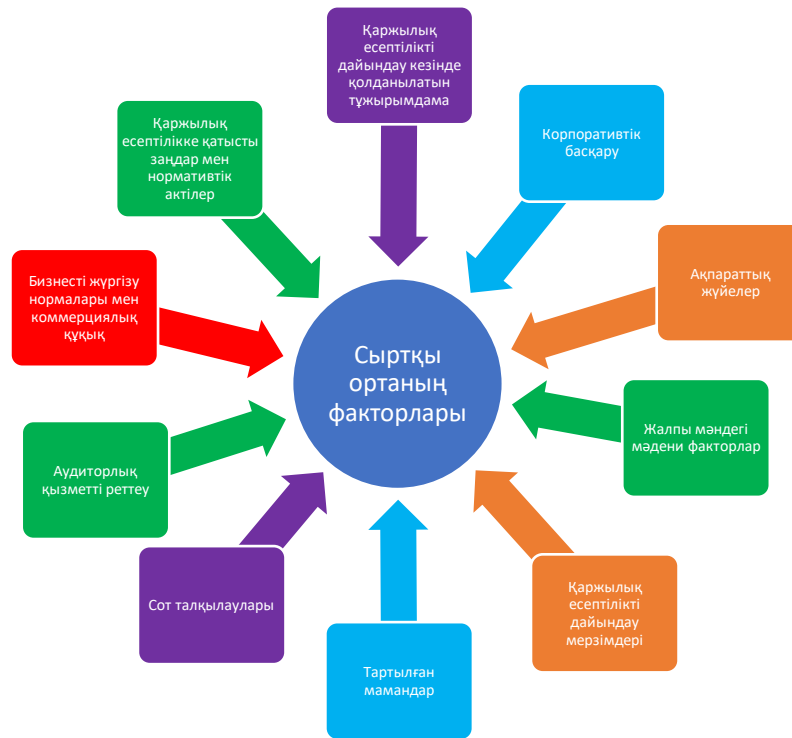 Қаржылық
есептілікті
дайындау кезінде
қолданылатын
тұжырымдама
Корпоративтік
басқару
Ақпараттық
жүйелер
Жалпы мәндегі
мәдени факторлар
Қаржылық
есептілікті
дайындау
мерзімдері
Тартылған
мамандар
Сот талқылаулары
Аудиторлық
қызметті реттеу
Бизнесті жүргізу
нормалары мен
коммерциялық
құқық
Қаржылық
есептілікке қатысты
заңдар мен
нормативтік
актілер
Сыртқы
ортаның
факторлары